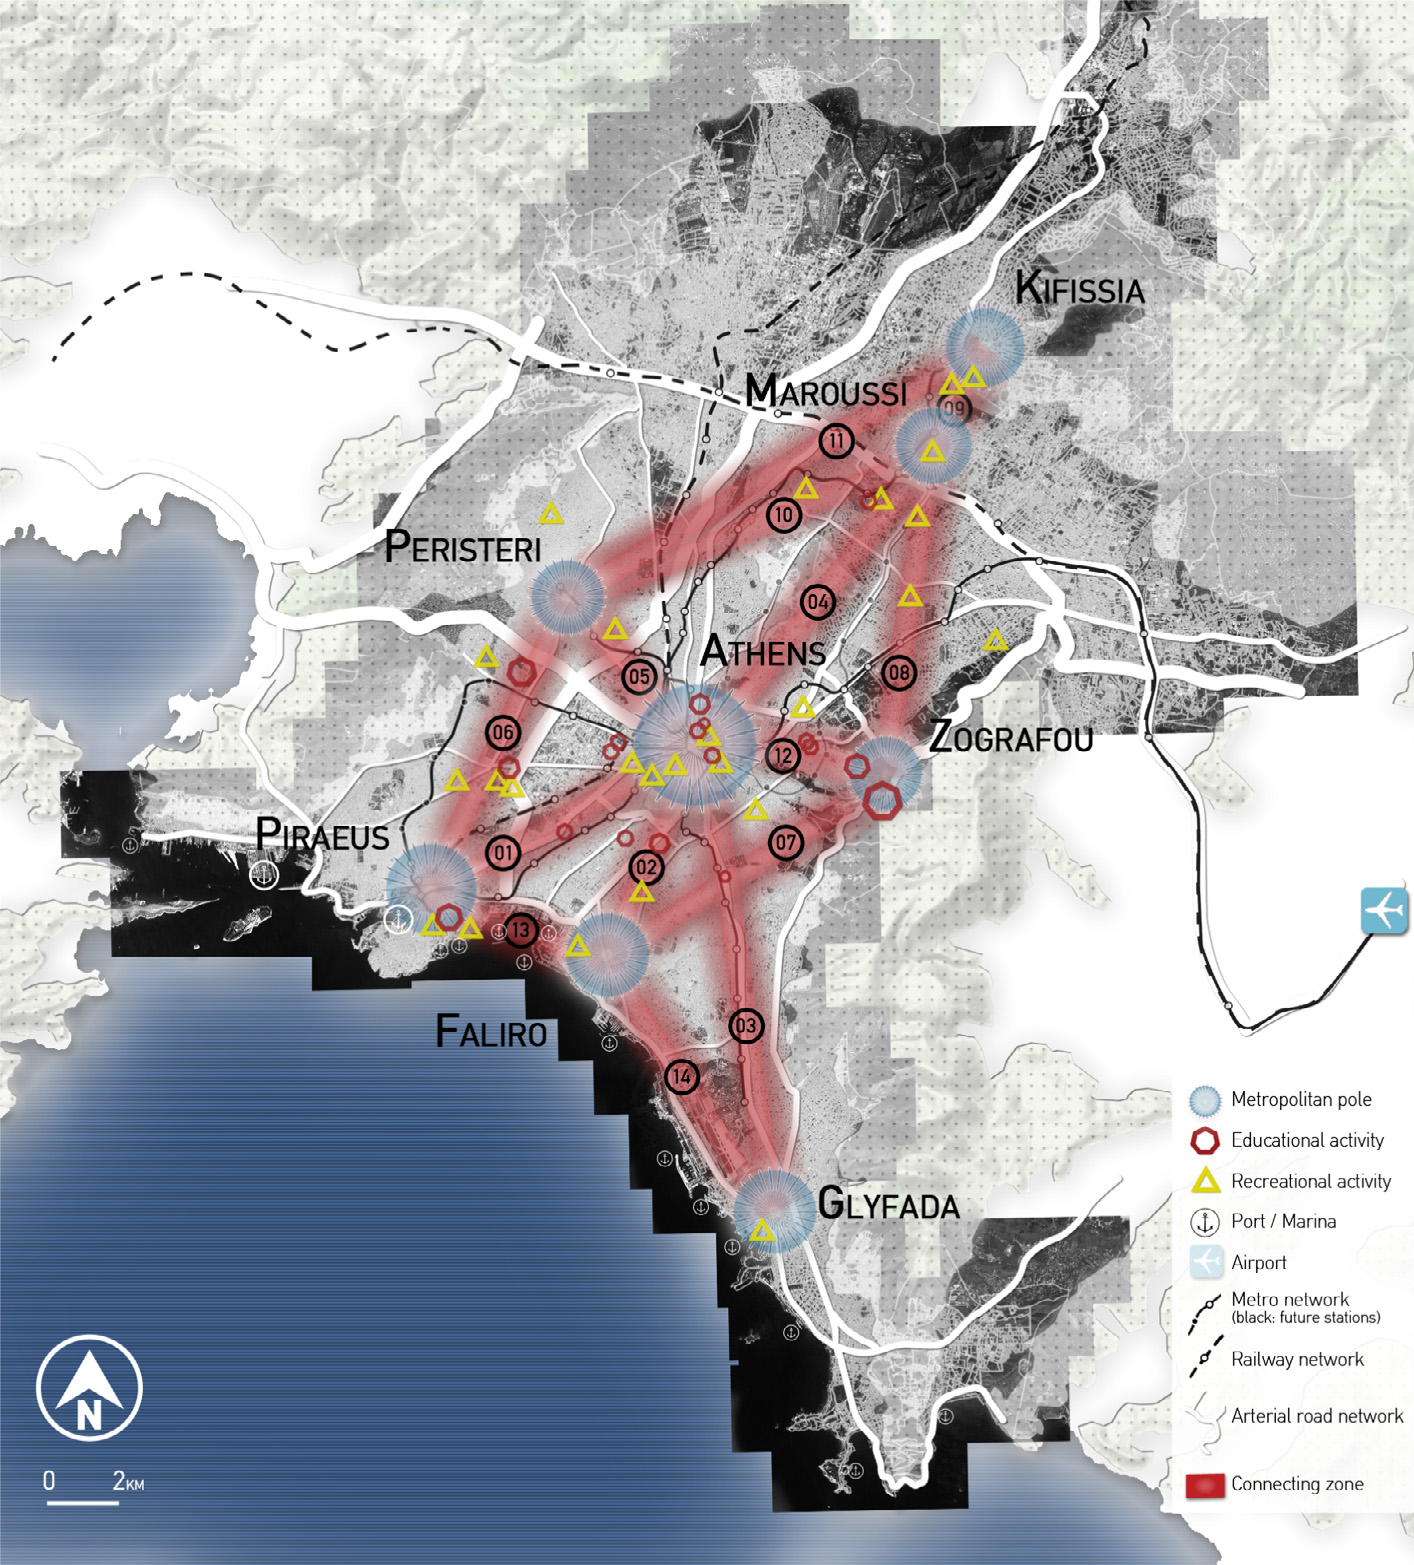 KIFISSIA
MAROUSSI
09
11
10
PERISTERI
04
ATHENS
05
08
06
ZOGRAFOU
12
PIRAEUS
01
07
02
13
FALIRO
03
14
GLYFADA
Metropolitan pole
Educational activity
Recreational activity
Port / Marina
Airport
Metro network
(black: future stations)
Railway network
Arterial road network
Connecting zone
N
0 2KM